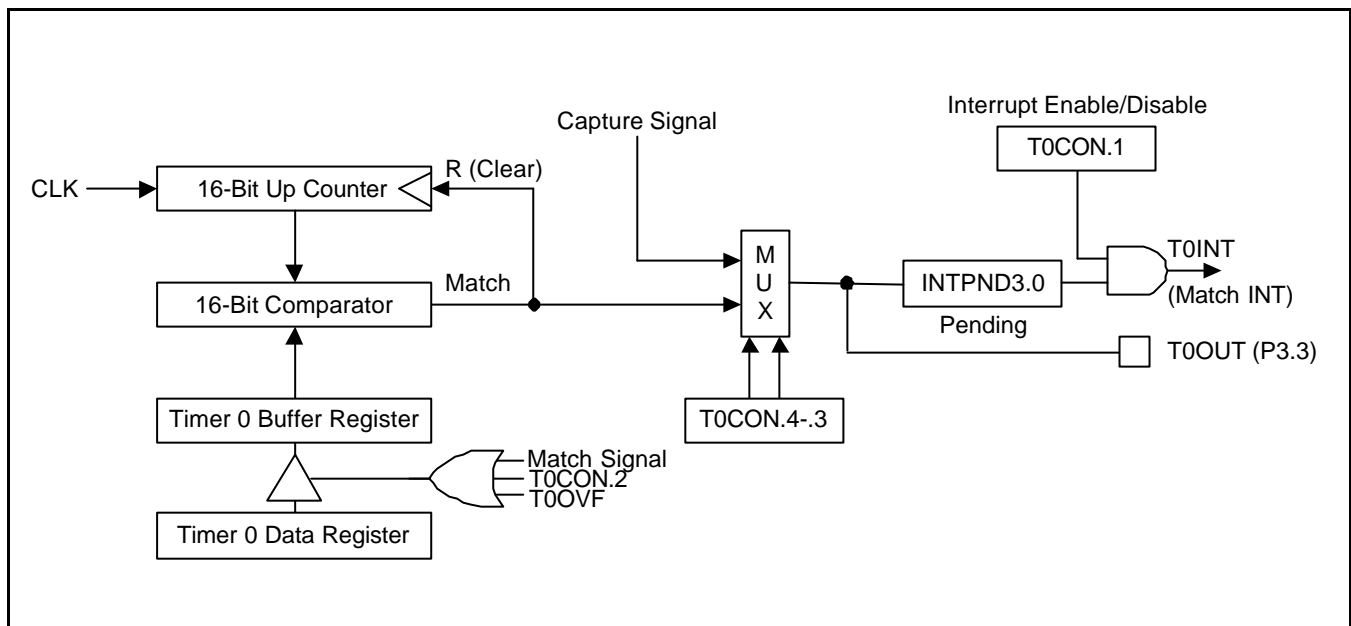 Interrupt Enable/Disable
Capture Signal
T0CON.1
R (Clear)
CLK
16-Bit Up Counter
M
U
X
T0INT
Match
INTPND3.0
16-Bit Comparator
(Match INT)
Pending
T0OUT (P3.3)
Timer 0 Buffer Register
T0CON.4-.3
Match Signal
T0CON.2
T0OVF
Timer 0 Data Register